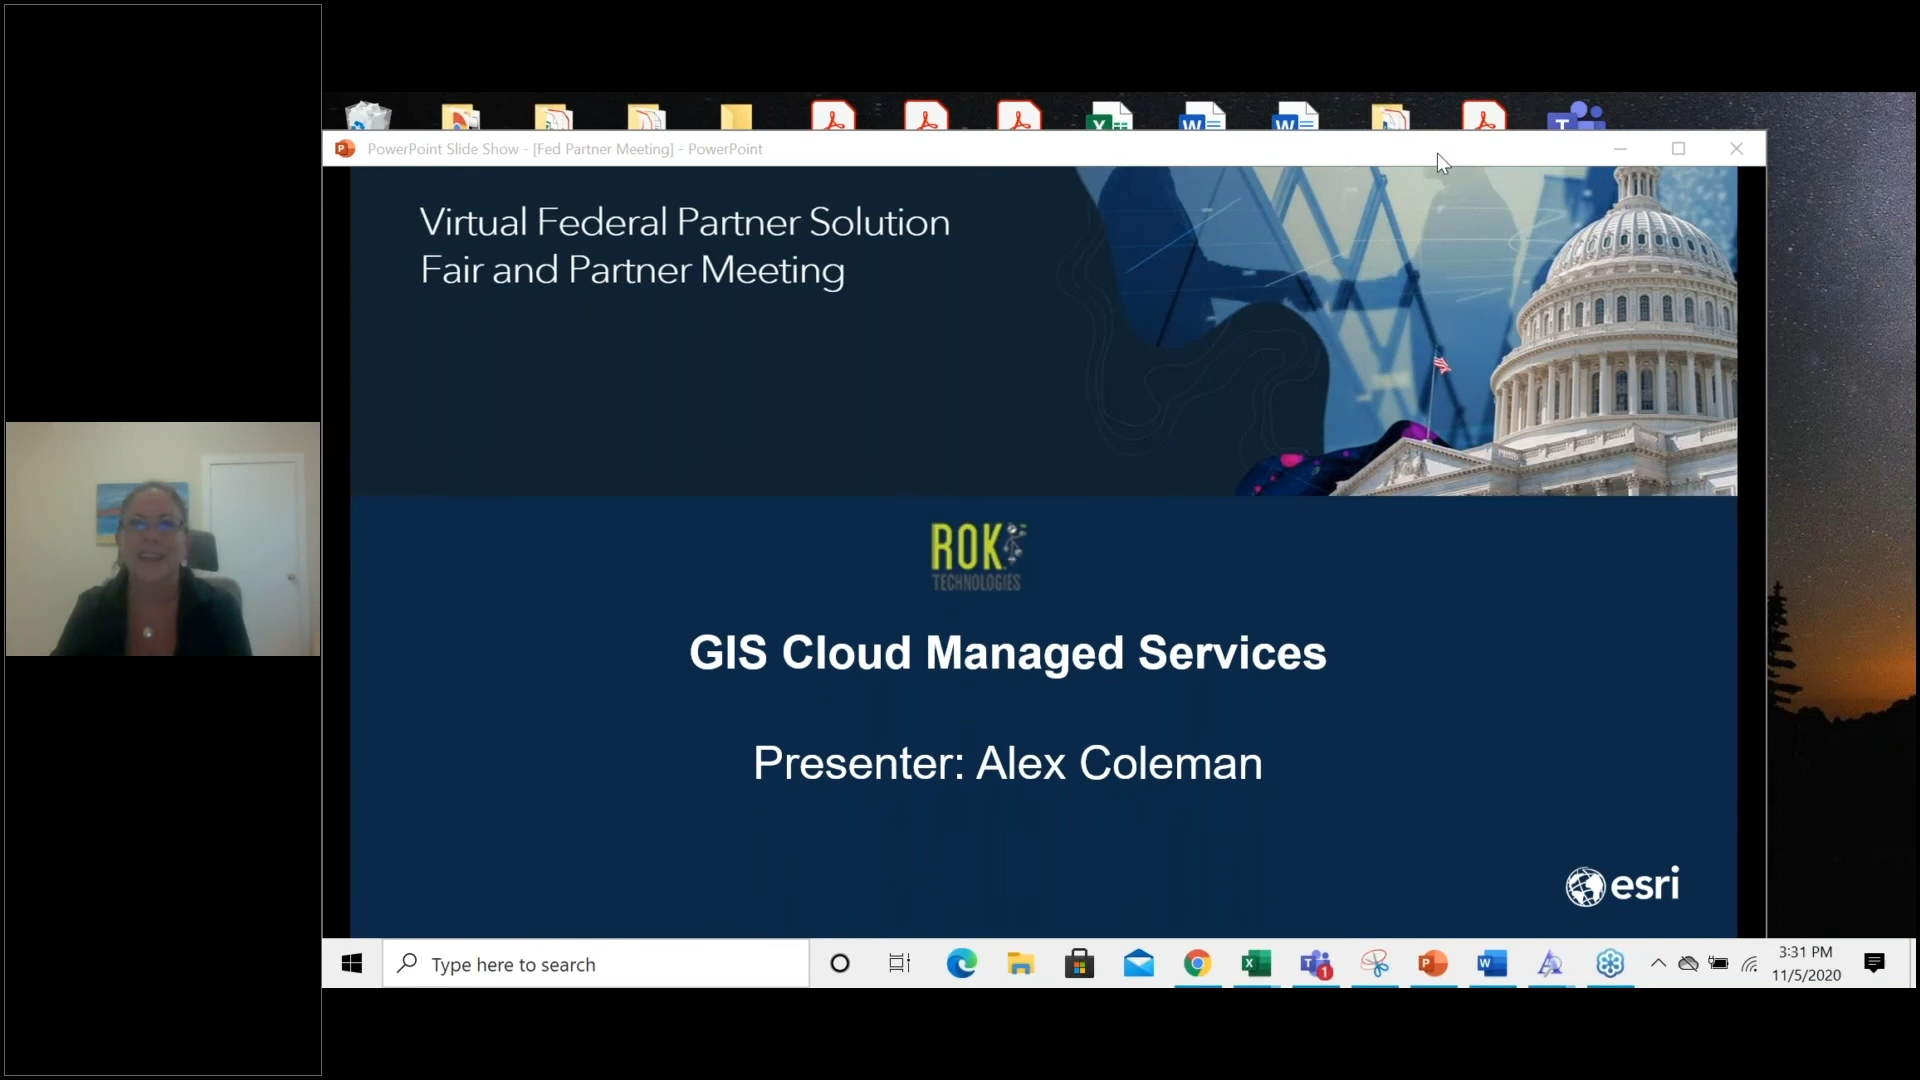 PowerPoint Slide Show - [Fed Partner Meeting] - PowerPoint
Virtual Federal Partner Solution
Fair and Partner Meeting
ROK
TECHNOLOGIES
GIS Cloud Managed Services
Presenter: Alex Coleman
esri
Type here to search
1
3:31 PM
11/5/2020